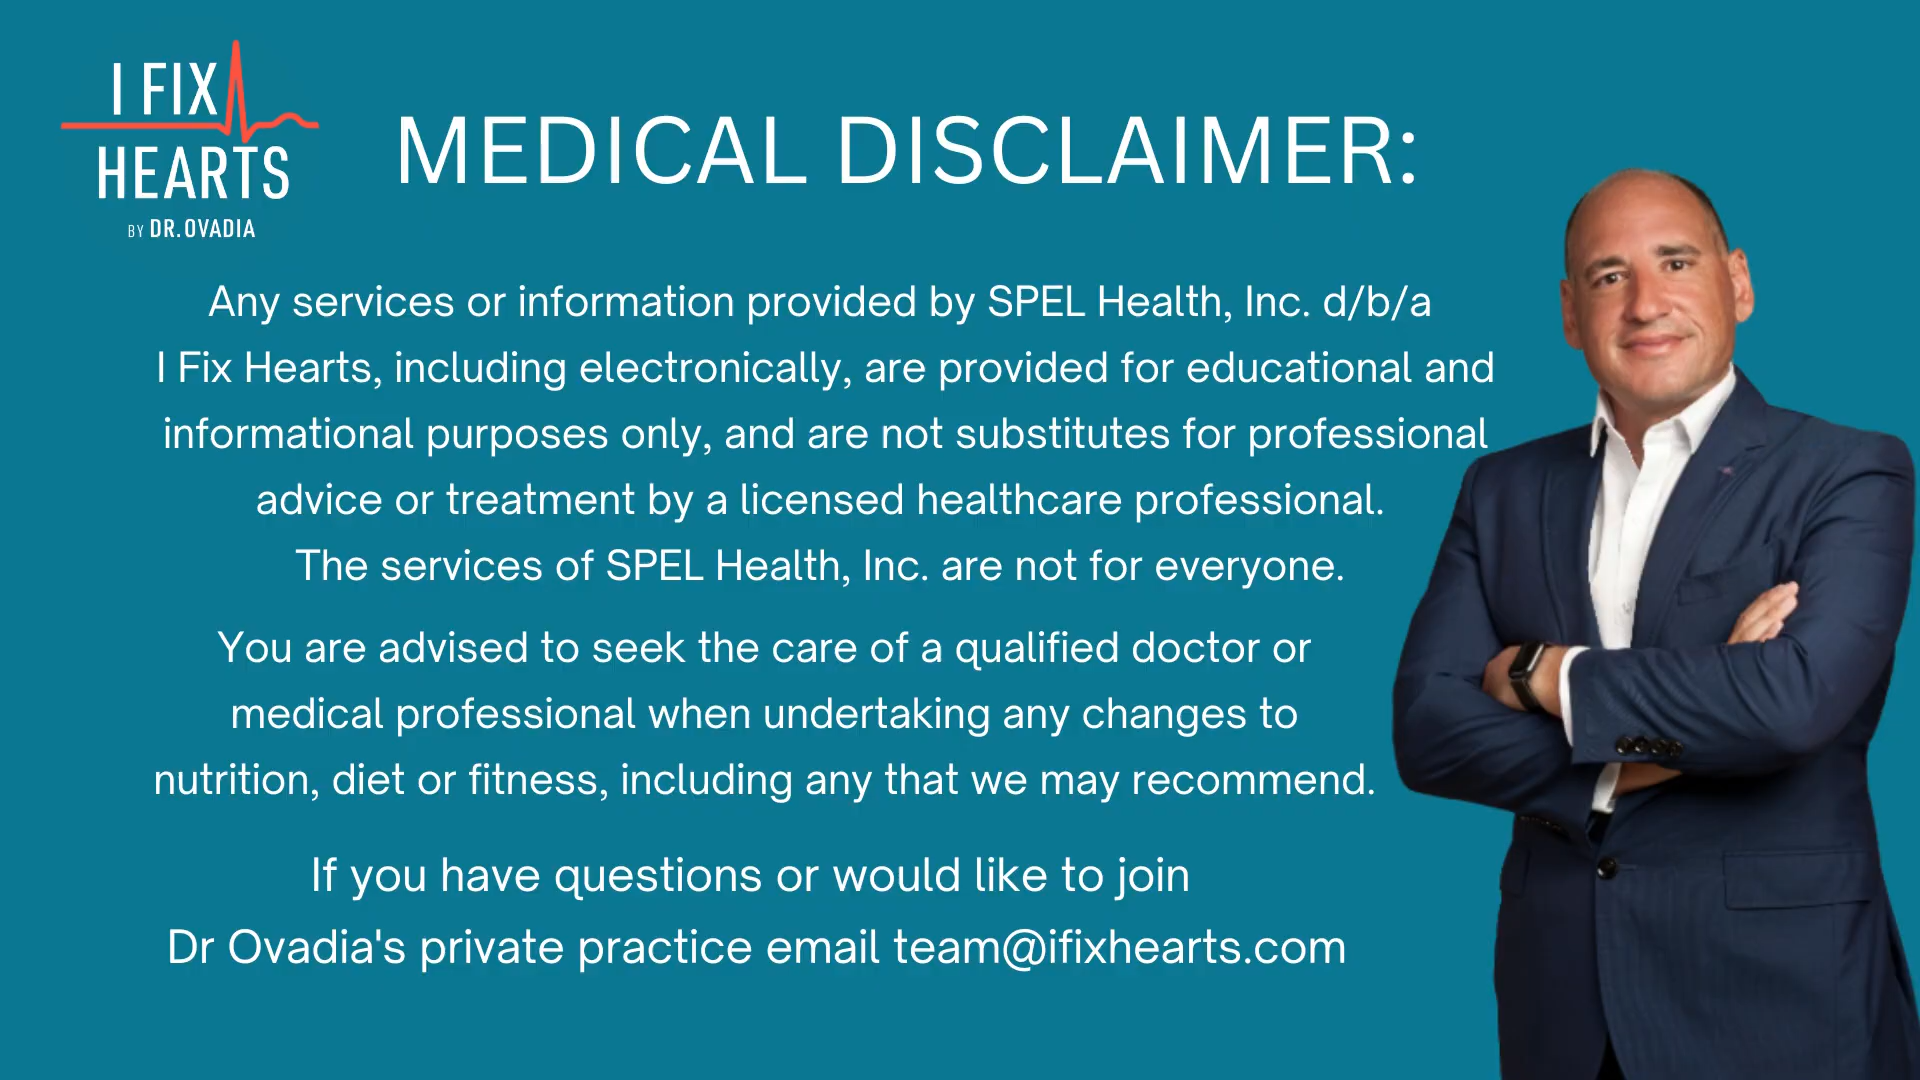 I FIX
HEARTS
BY DR. OVADIA
MEDICAL DISCLAIMER:
Any services or information provided by SPEL Health, Inc. d/b/a
I Fix Hearts, including electronically, are provided for educational and
informational purposes only, and are not substitutes for professional
advice or treatment by a licensed healthcare professional.
The services of SPEL Health, Inc. are not for everyone.
You are advised to seek the care of a qualified doctor or
medical professional when undertaking any changes to
nutrition, diet or fitness, including any that we may recommend.
If you have questions or would like to join
Dr Ovadia's private practice email team@ifixhearts.com